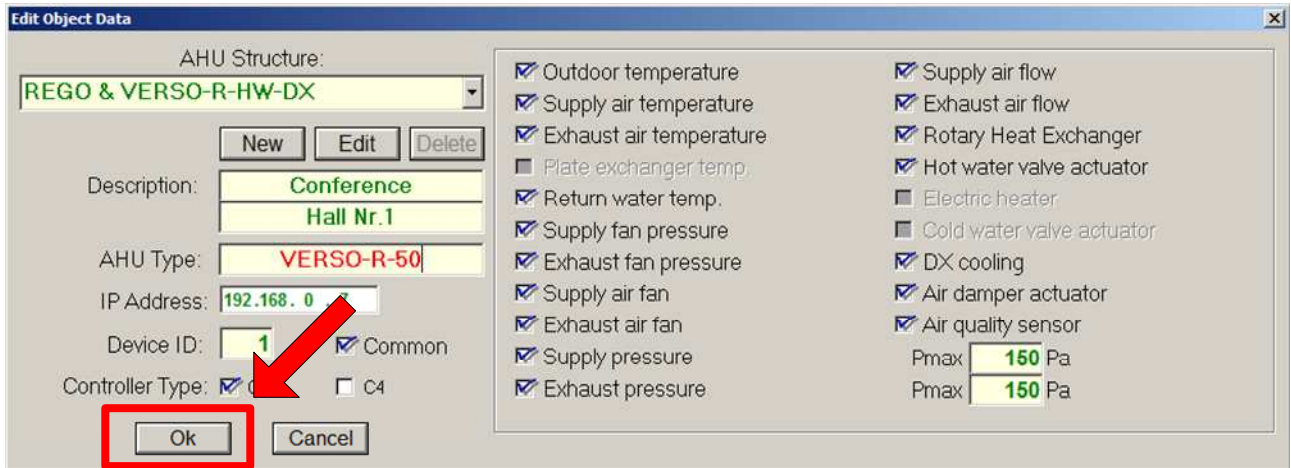 Edit Object Data
AHU Structure:
REGO & VERSO-R-HW-DX
New Edit Delete
Description: Conference
Hall Nr.1
AHU Type: VERSO-R-50
IP Address: 192.168. 0 .
Device ID: 1 Common
Controller Type: C4
Ok Cancel
Outdoor temperature
Supply air temperature
Exhaust air temperature
Plate exchanger temp.
Return water temp.
Supply fan pressure
Exhaust fan pressure
Supply air fan
Exhaust air fan
Supply pressure
Exhaust pressure
Supply air flow
Exhaust air flow
Rotary Heat Exchanger
Hot water valve actuator
Electric heater
Cold water valve actuator
DX cooling
Air damper actuator
Air quality sensor
Pmax 150 Pa
Pmax 150 Pa